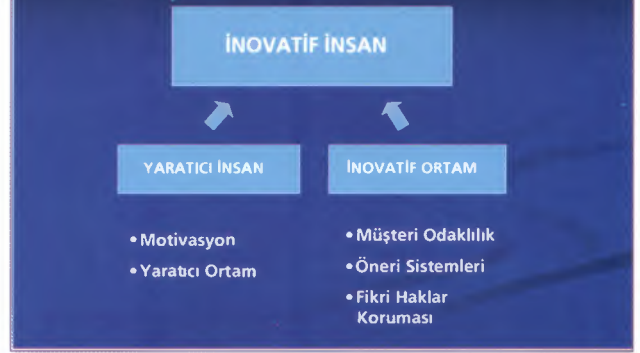 İNOVATİF İNSAN
YARATICI İNSAN
İNOVATİF ORTAM
• Motivasyon
• Yaratıcı Ortam
• Müşteri Odaklılık
• Öneri Sistemleri
• Fikri Haklar
Koruması